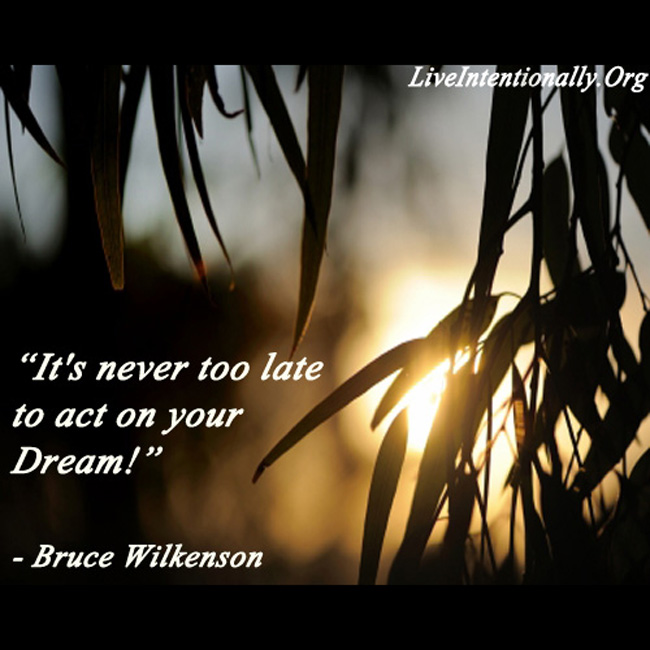 LiveIntentionally.Org
“It's never too late
to act on your
Dream!”
- Bruce Wilkenson